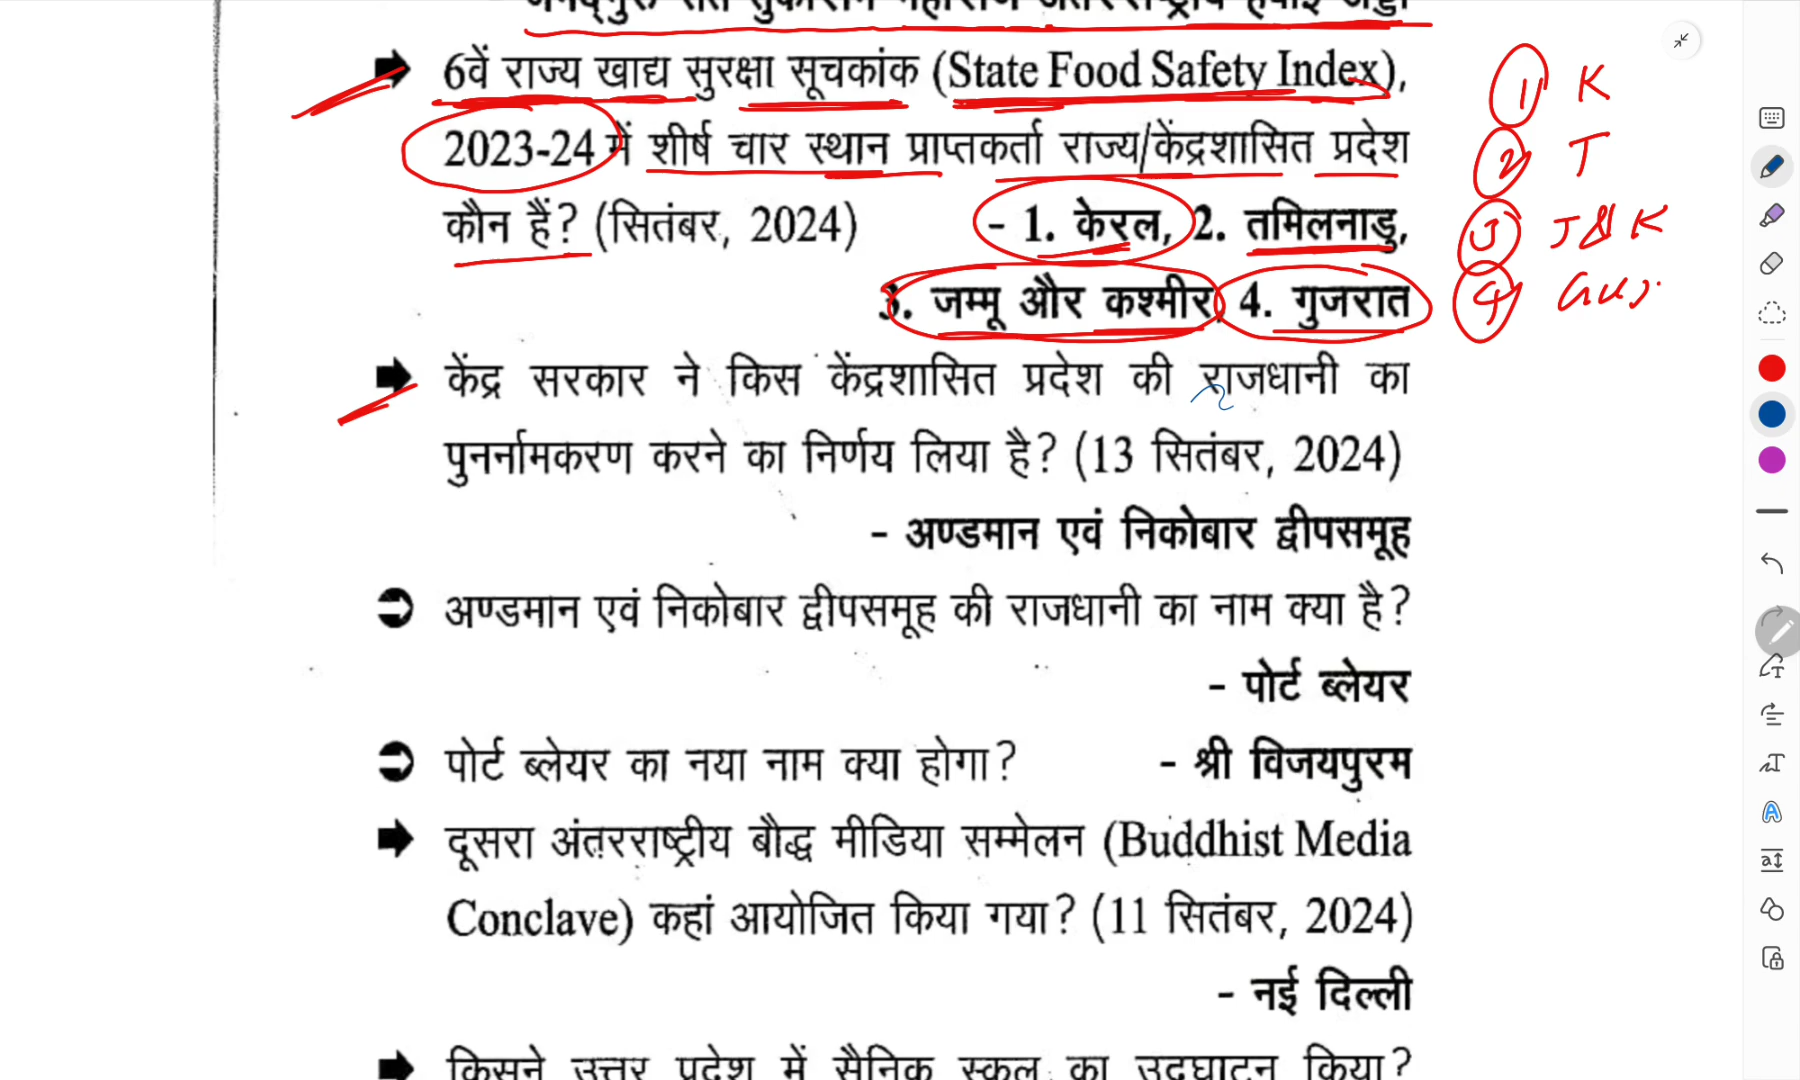 6वें राज्य खाद्य सुरक्षा सूचकांक (State Food Safety Index),
2023-24 में शीर्ष चार स्थान प्राप्तकर्ता राज्य/केंद्रशासित प्रदेश
कौन हैं? (सितंबर, 2024) - 1. केरल, 2. तमिलनाडु,
3. जम्मू और कश्मीर, 4. गुजरात
1 K
2 T
3 J & K
4 Guj.
केंद्र सरकार ने किस केंद्रशासित प्रदेश की राजधानी का
पुनर्नामकरण करने का निर्णय लिया है? (13 सितंबर, 2024)
- अण्डमान एवं निकोबार द्वीपसमूह
अण्डमान एवं निकोबार द्वीपसमूह की राजधानी का नाम क्या है?
- पोर्ट ब्लेयर
पोर्ट ब्लेयर का नया नाम क्या होगा? - श्री विजयपुरम
दूसरा अंतरराष्ट्रीय बौद्ध मीडिया सम्मेलन (Buddhist Media
Conclave) कहां आयोजित किया गया? (11 सितंबर, 2024)
- नई दिल्ली
किसने उत्तर प्रदेश में सैनिक स्कूल का उद्घाटन किया?